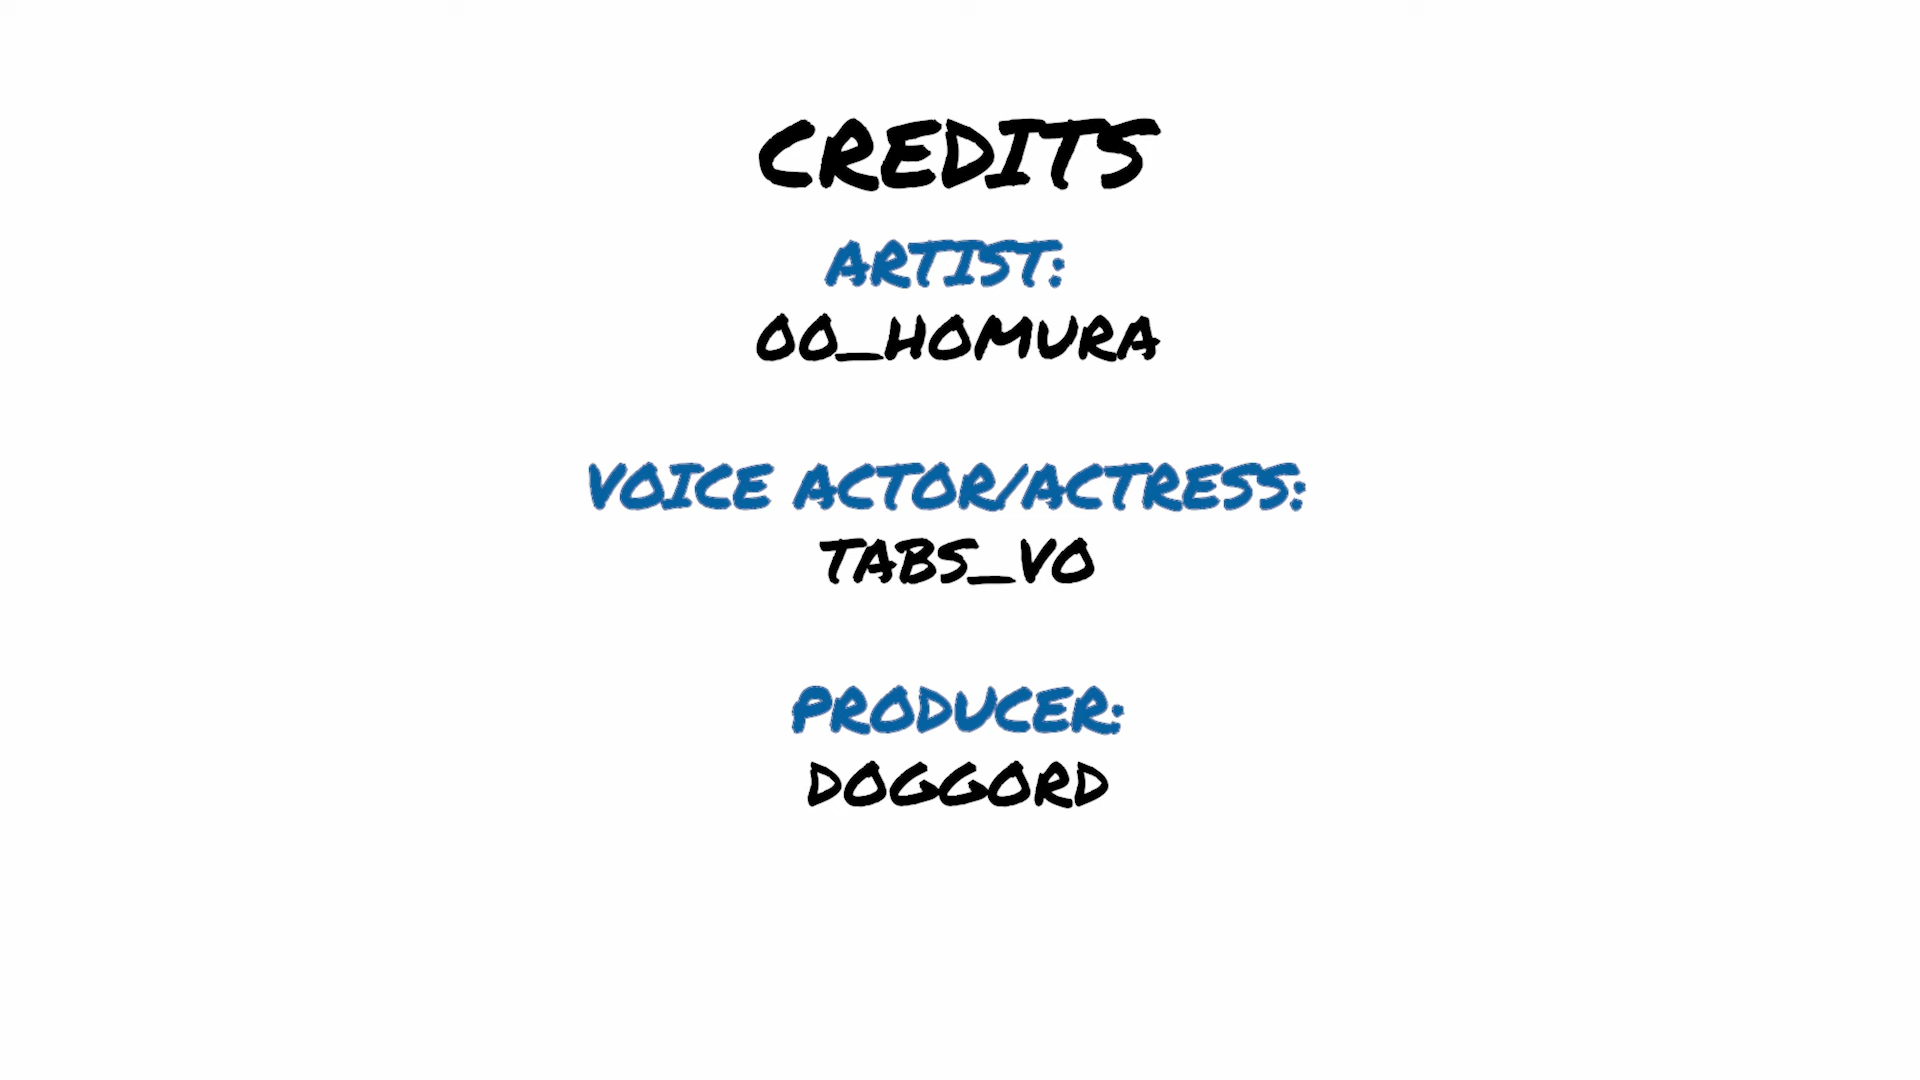 CREDITS
ARTIST:
OO_HOMURA
VOICE ACTOR/ACTRESS:
TABS_VO
PRODUCER:
DOGGORD